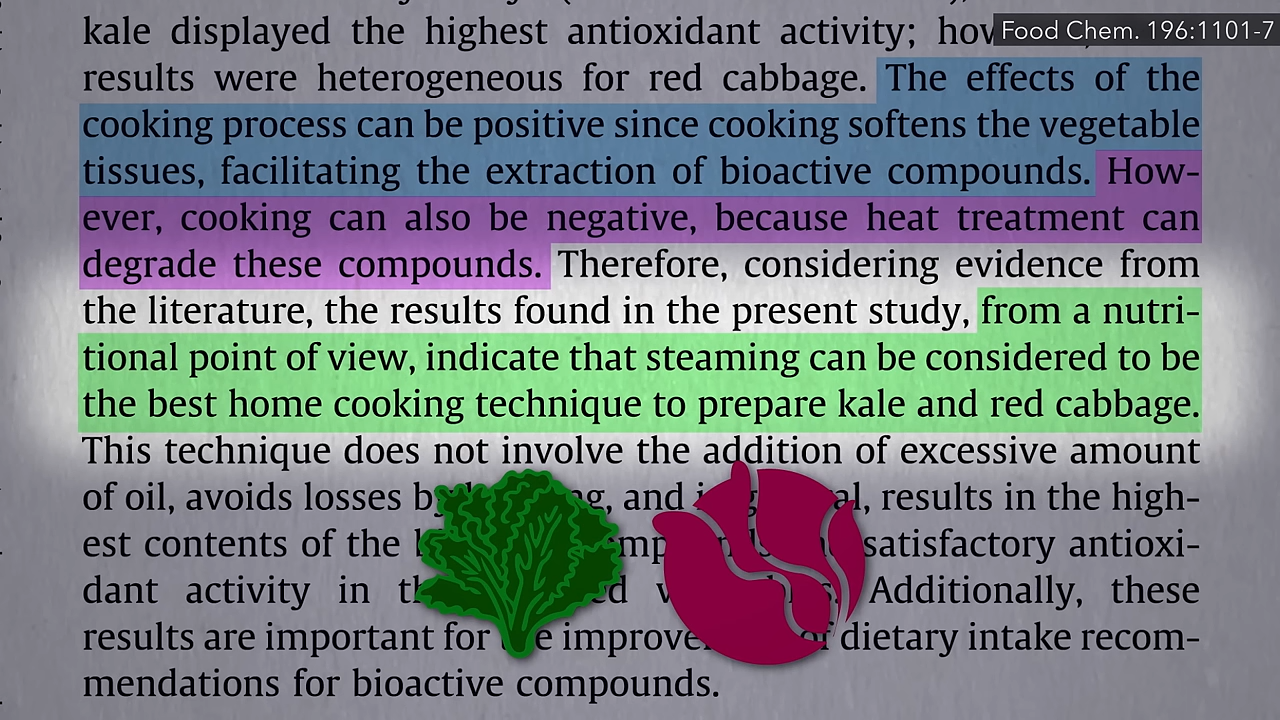 kale displayed the highest antioxidant activity;
Food Chem. 196:1101-7
results were heterogeneous for red cabbage. The effects of the
cooking process can be positive since cooking softens the vegetable
tissues, facilitating the extraction of bioactive compounds. How-
ever, cooking can also be negative, because heat treatment can
degrade these compounds. Therefore, considering evidence from
the literature, the results found in the present study, from a nutri-
tional point of view, indicate that steaming can be considered to be
the best home cooking technique to prepare kale and red cabbage.
This technique does not involve the addition of excessive amount
of oil, avoids losses and results in the high-
est contents of the satisfactory antioxi-
dant activity in Additionally, these
results are important for of dietary intake recom-
mendations for bioactive compounds.